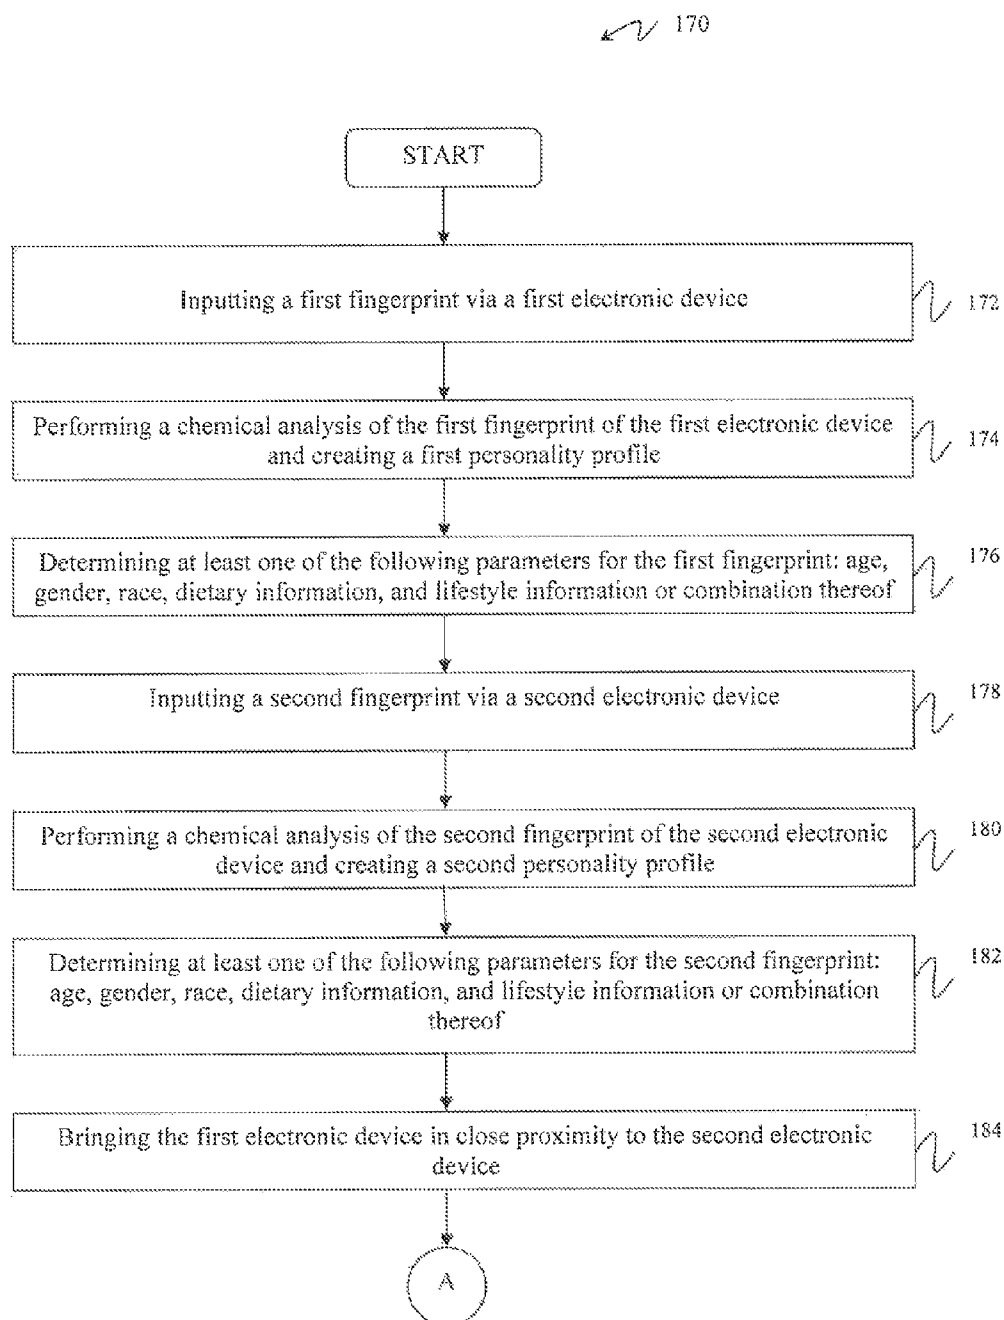 170
START
Inputting a first fingerprint via a first electronic device
172
Performing a chemical analysis of the first fingerprint of the first electronic device
and creating a first personality profile
174
Determining at least one of the following parameters for the first fingerprint: age,
gender, race, dietary information, and lifestyle information or combination thereof
176
Inputting a second fingerprint via a second electronic device
178
Performing a chemical analysis of the second fingerprint of the second electronic
device and creating a second personality profile
180
Determining at least one of the following parameters for the second fingerprint:
age, gender, race, dietary information, and lifestyle information or combination
thereof
182
Bringing the first electronic device in close proximity to the second electronic
device
184
A